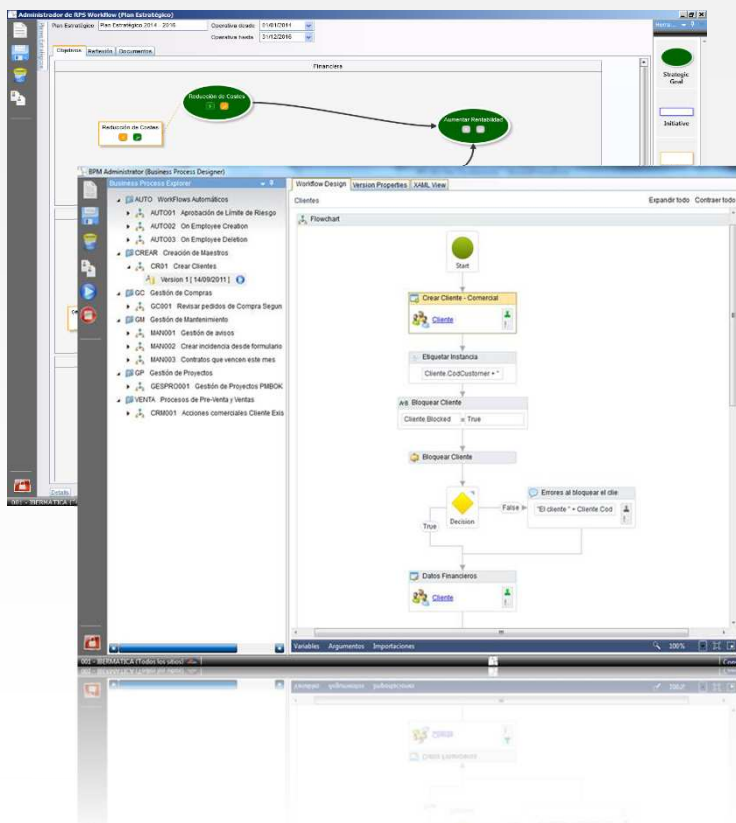 Administrador de RPS Workflow (Plan Estratégico)
Plan Estratégico
Plan Estratégico 2014 - 2016
Operativa desde
01/01/2014
Operativa hasta
31/12/2016
Objetivos
Reflexión
Documentos
Financiera
Reducción de Costes
Reducción de Costes
Aumentar Rentabilidad
Strategic
Goal
Initiative
Details
BPM Administrator (Business Process Designer)
Business Process Explorer
AUTO WorkFlows Automáticos
AUTO01 Aprobación de Límite de Riesgo
AUTO02 On Employee Creation
AUTO03 On Employee Deletion
CREAR Creación de Maestros
CR01 Crear Clientes
Version 1 [ 14/09/2011 ]
GC Gestión de Compras
GC001 Revisar pedidos de Compra Segun
GM Gestión de Mantenimiento
MAN001 Gestión de avisos
MAN002 Crear incidencia desde formulario
MAN003 Contratos que vencen este mes
GP Gestión de Proyectos
GESPRO001 Gestión de Proyectos PMBOK
VENTA Procesos de Pre-Venta y Ventas
CRM001 Acciones comerciales Cliente Exis
Workflow Design
Version Properties
XAML View
Clientes
Expandir todo
Contraer todo
Flowchart
Start
Crear Cliente - Comercial
Cliente
Etiquetar Instancia
Cliente.CodCustomer + "
A=B Bloquear Cliente
Cliente.Blocked = True
Bloquear Cliente
Decision
True
False
Errores al bloquear el clie
"El cliente " + Cliente.Cod
Datos Financieros
Cliente
Variables
Argumentos
Importaciones
100%
001 - IBERMATICA (Todos los sitios)